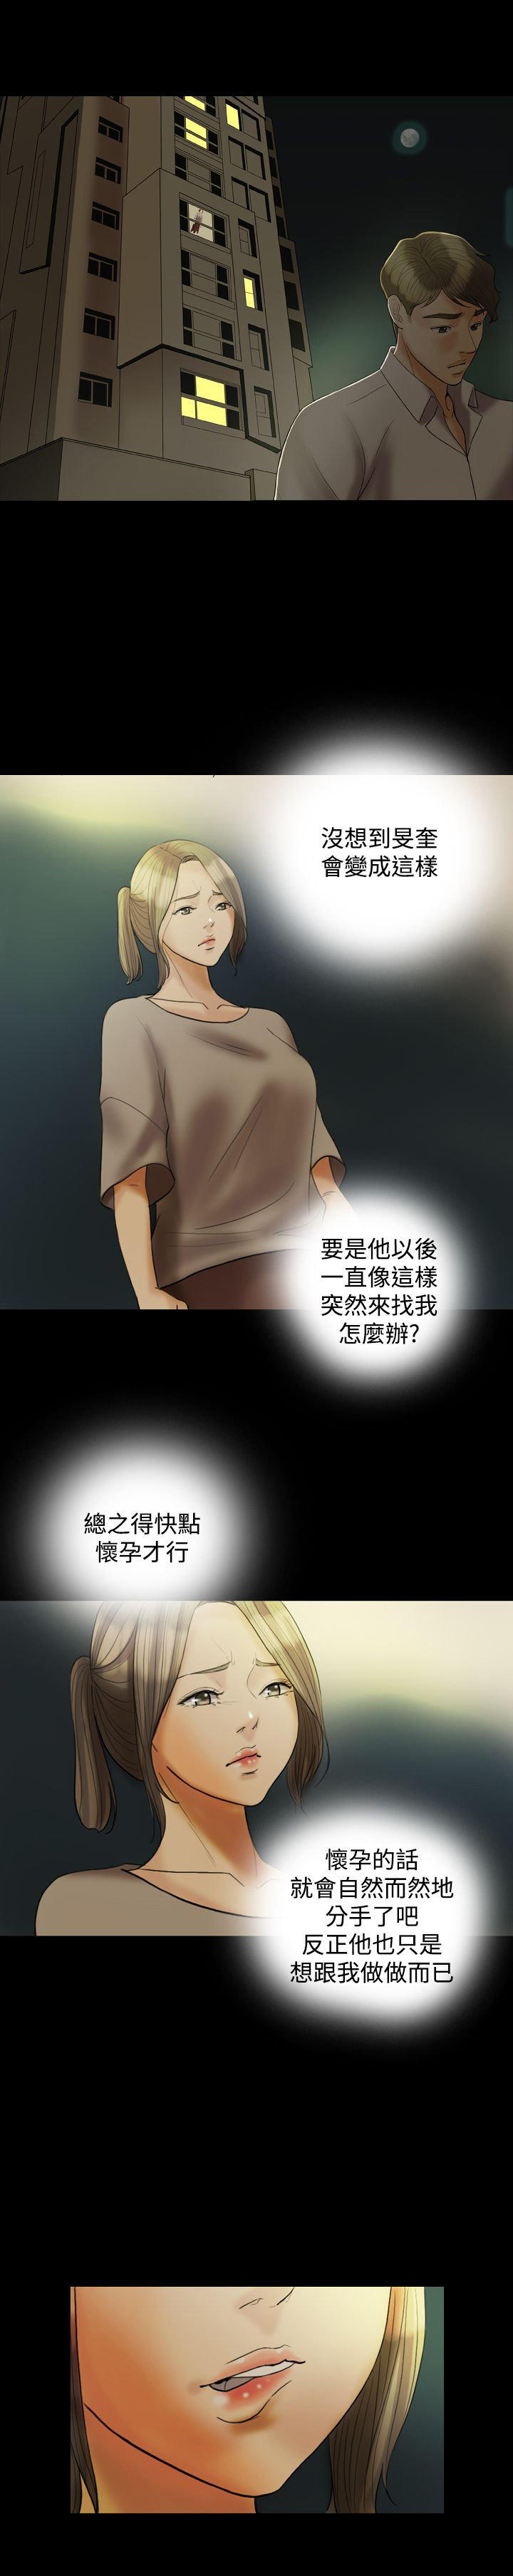 沒想到旻奎
會變成這樣
要是他以後
一直像這樣
突然來找我
怎麼辦?
總之得快點
懷孕才行
懷孕的話
就會自然而然地
分手了吧
反正他也只是
想跟我做做而已